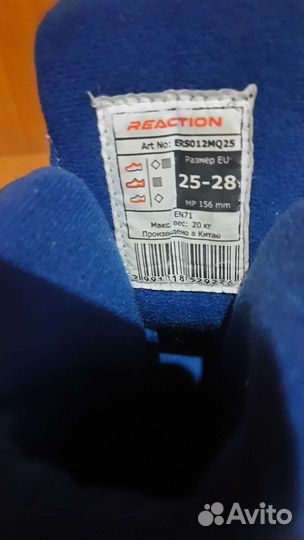 REACTION
Art No: ERS012MQ25
Размер EU
25-28
MP 156 mm
EN71
Макс вес: 20 кг
Произведено в Китае
Avito